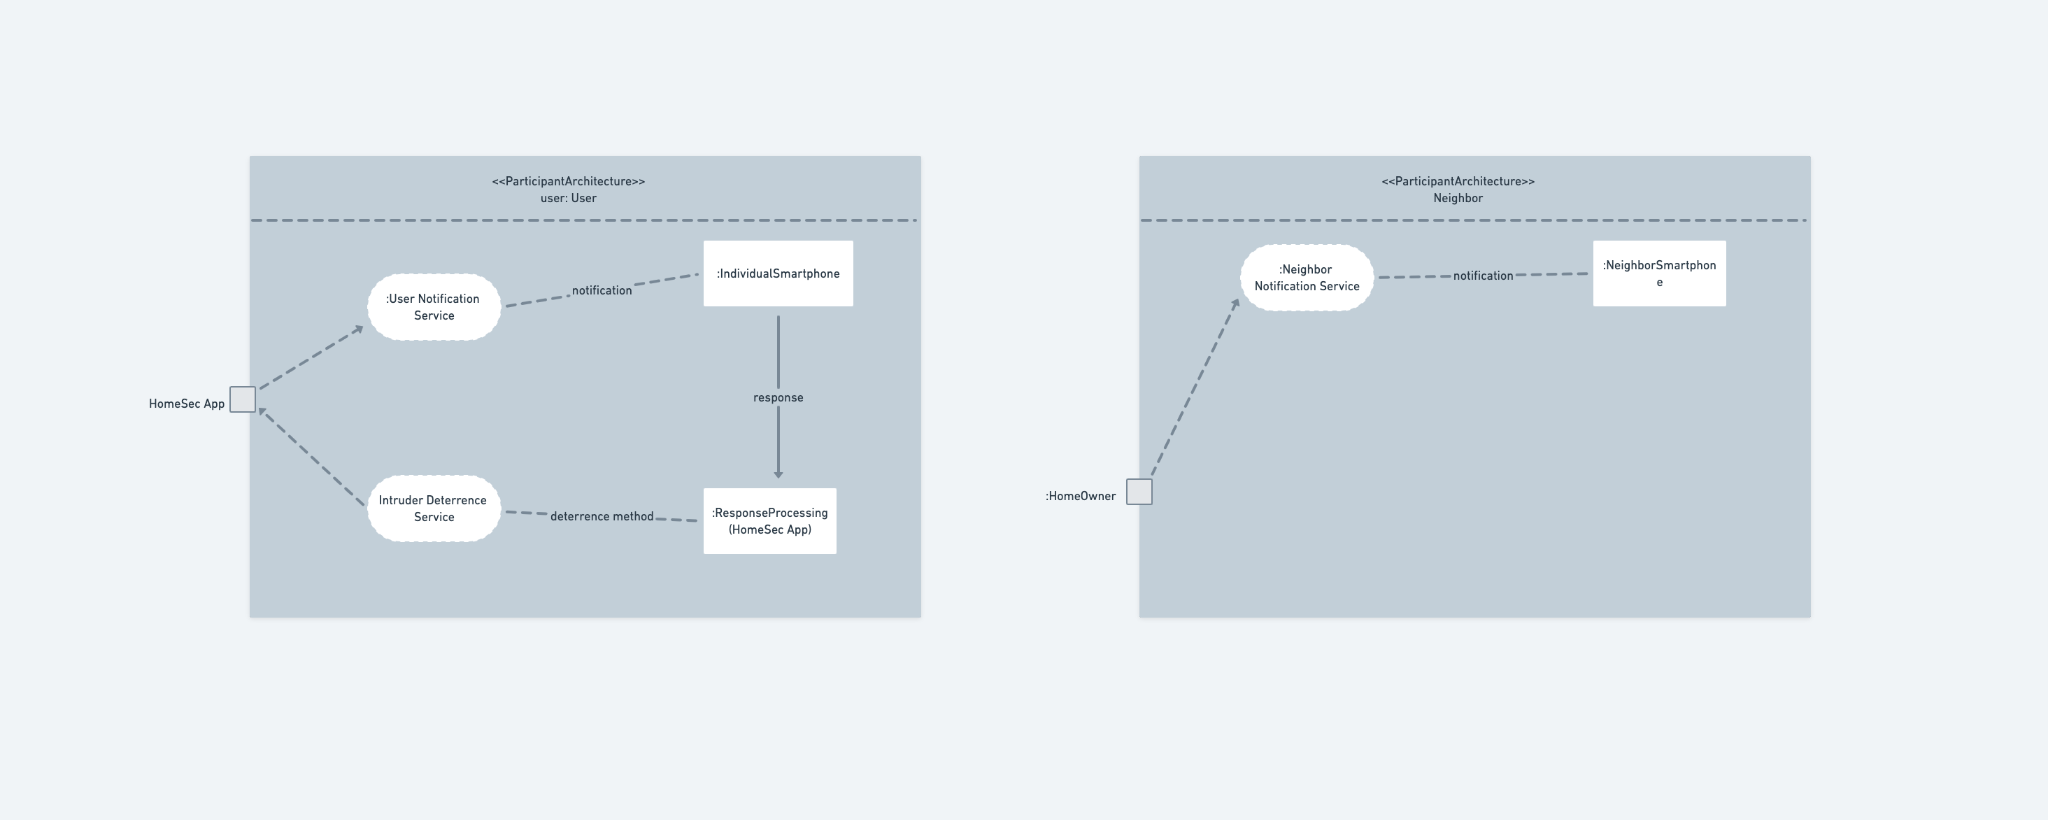 <<ParticipantArchitecture>>
user: User
:IndividualSmartphone
notification
:User Notification
Service
response
HomeSec App
Intruder Deterrence
Service
deterrence method
:ResponseProcessing
(HomeSec App)
<<ParticipantArchitecture>>
Neighbor
:Neighbor
Notification Service
notification
:NeighborSmartphon
e
:HomeOwner